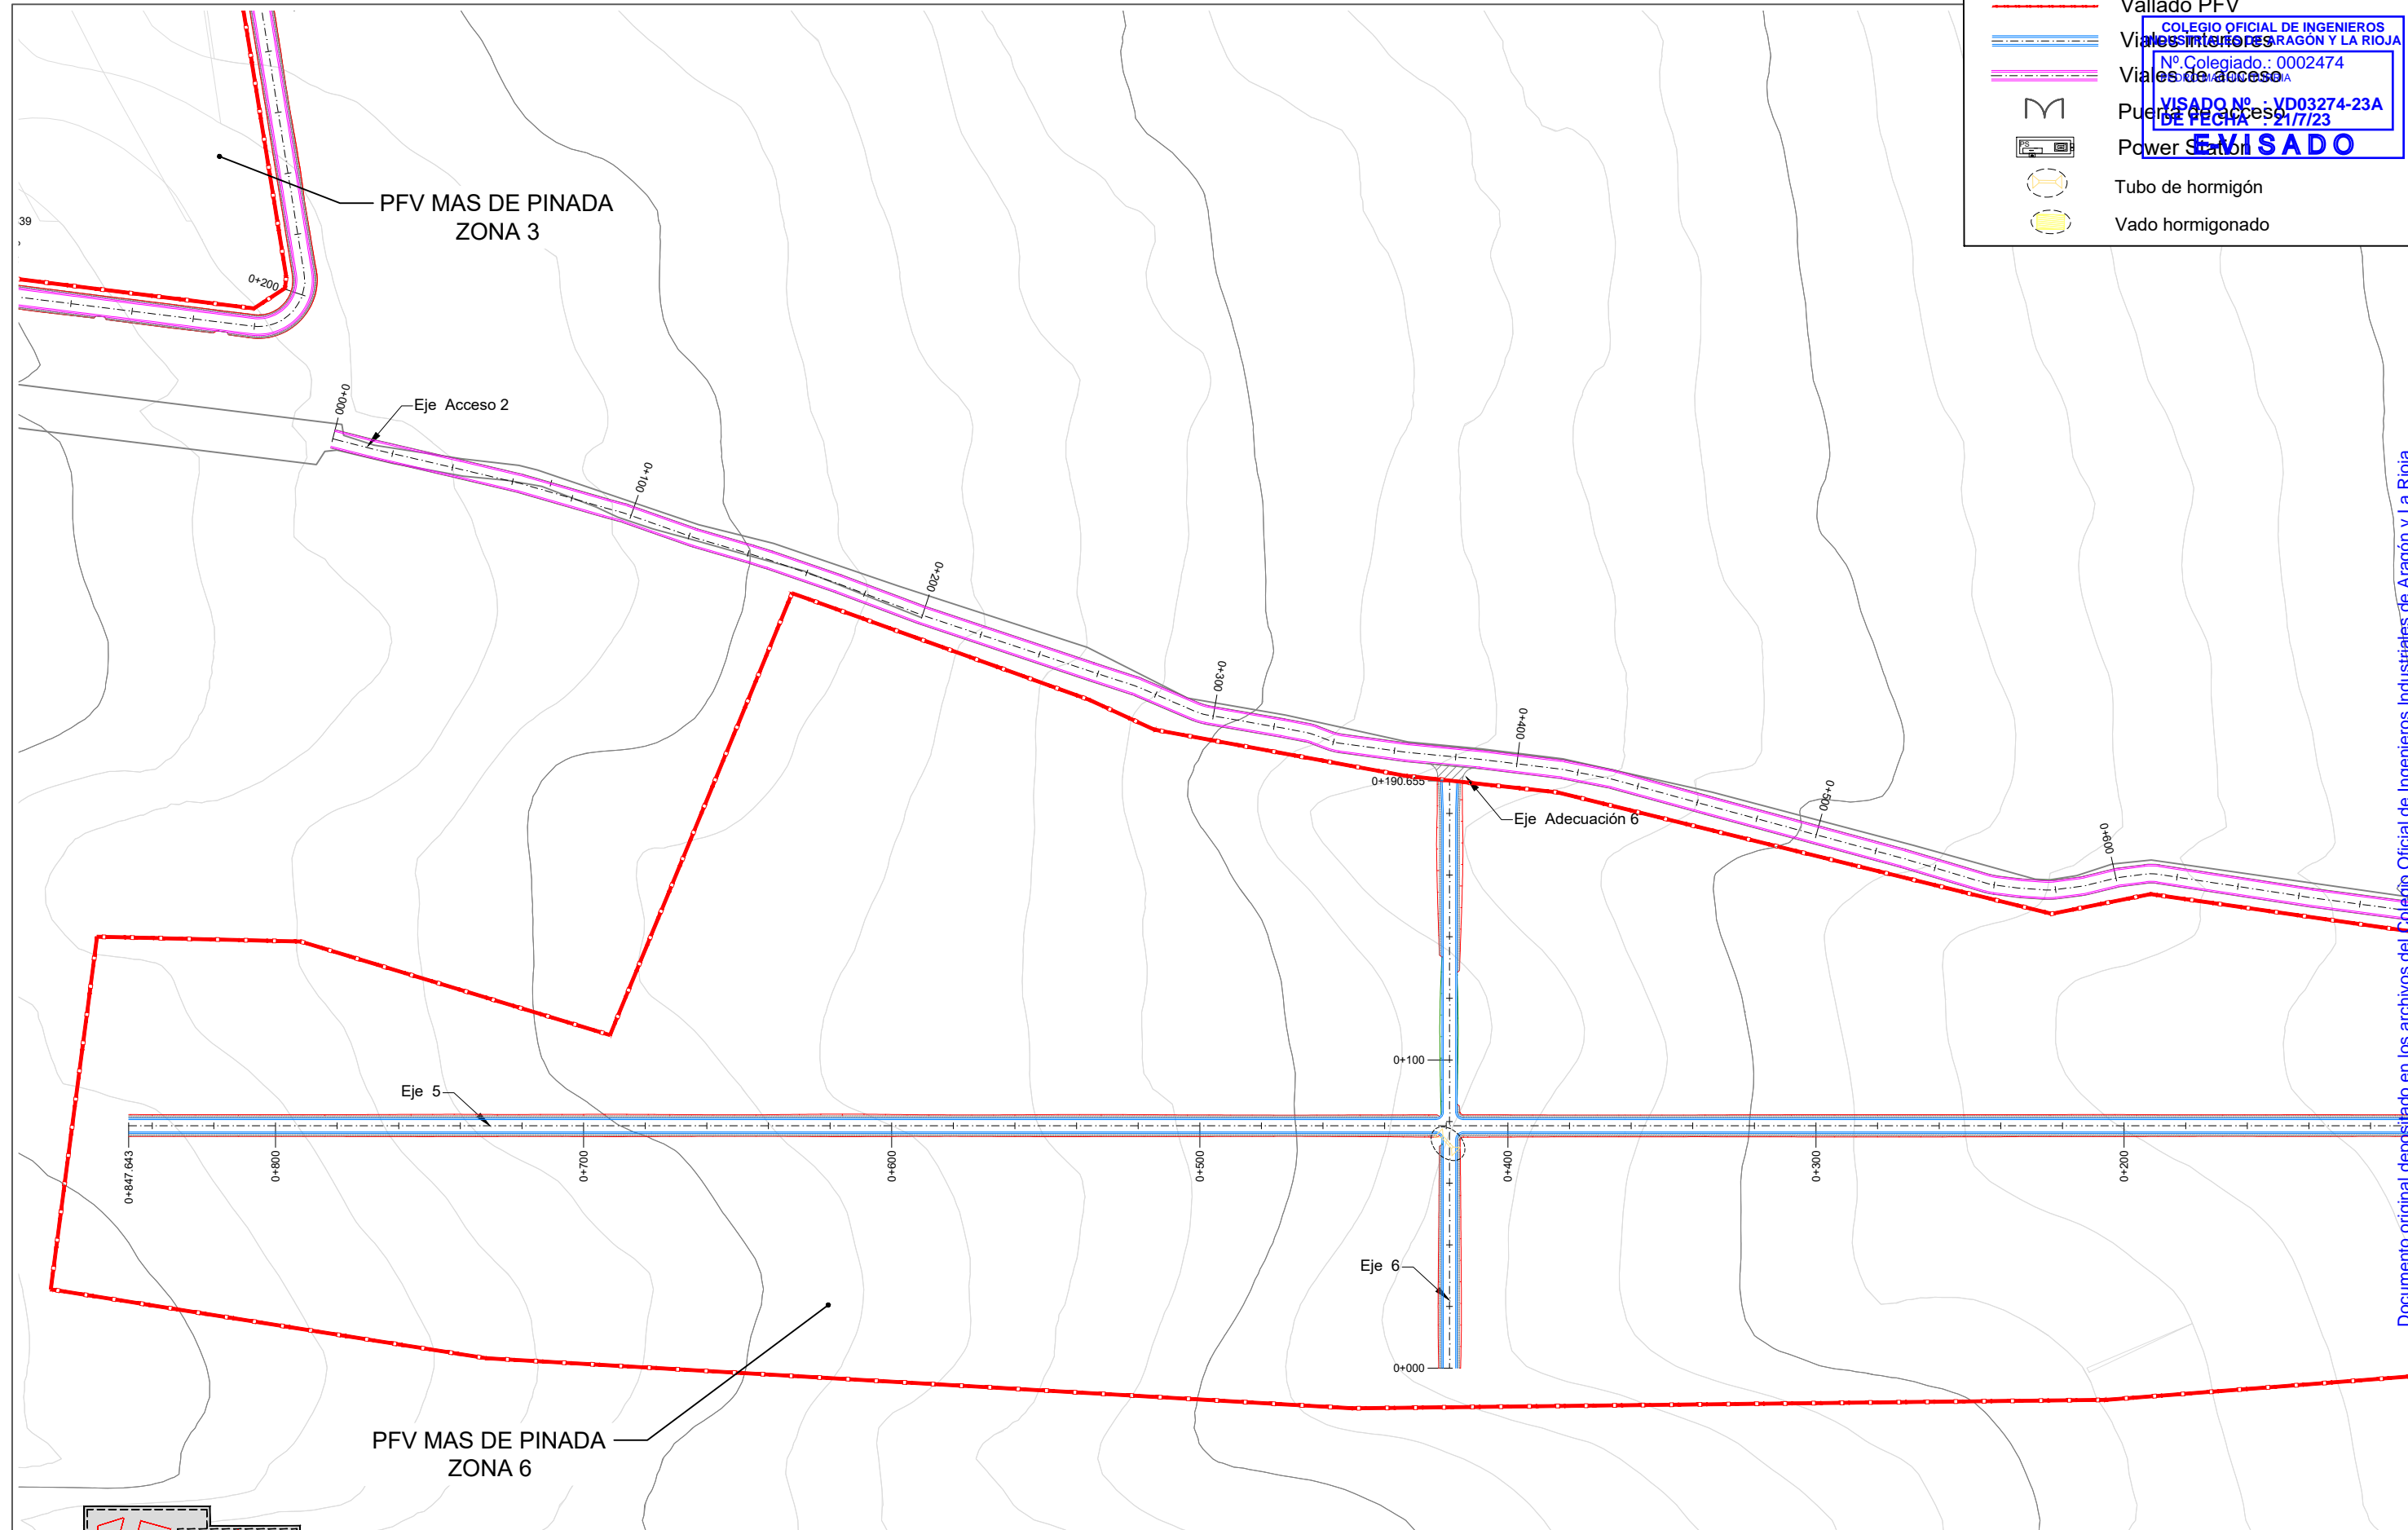 Vallado PFV
COLEGIO OFICIAL DE INGENIEROS
INDUSTRIALES DE ARAGÓN Y LA RIOJA
Viales interiores
Nº.Colegiado.: 0002474
Viales de acceso
VISADO Nº. : VD03274-23A
Puerta de acceso
DE FECHA : 21/7/23
Power Station
E-VISADO
PS
Tubo de hormigón
Vado hormigonado
PFV MAS DE PINADA
ZONA 3
39
0+200
0+000
Eje Acceso 2
0+100
0+200
0+300
0+400
0+190.655
Eje Adecuación 6
0+500
0+600
0+100
Eje 5
0+847.643
0+800
0+700
0+600
0+500
0+400
0+300
0+200
Eje 6
0+000
PFV MAS DE PINADA
ZONA 6
Documento original depositado en los archivos del Colegio Oficial de Ingenieros Industriales de Aragón y La Rioja